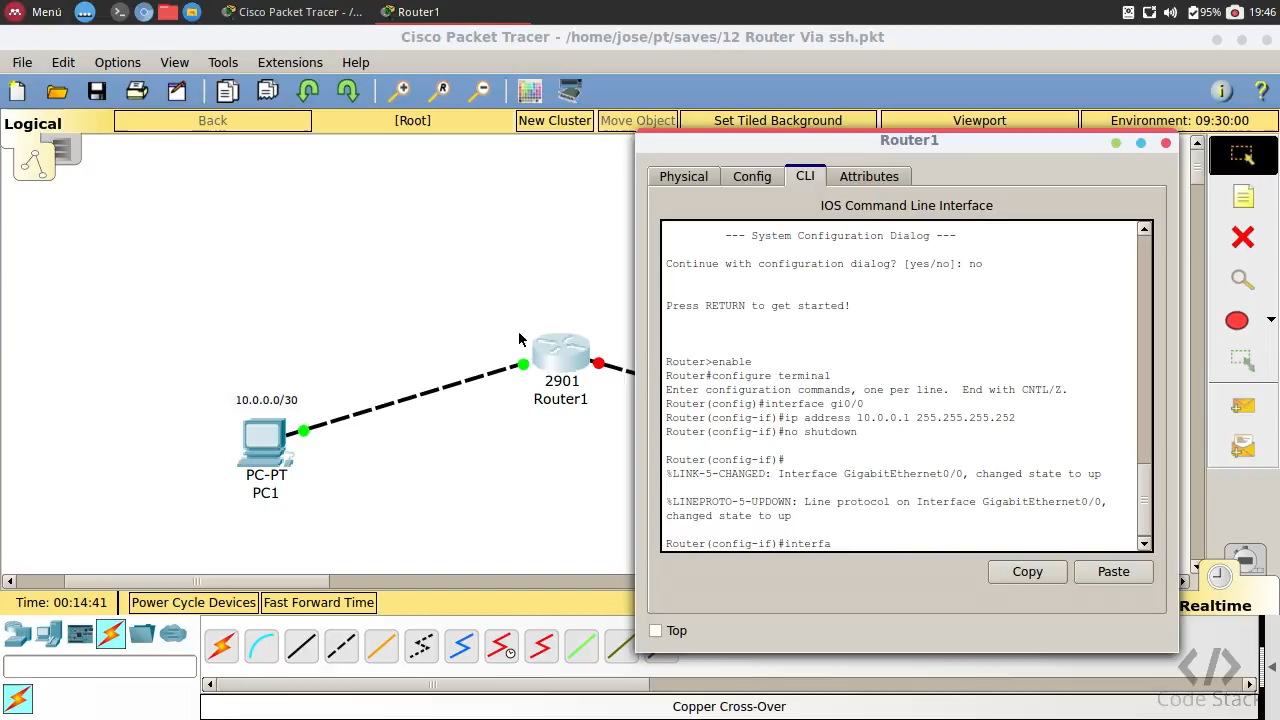 Menú
Cisco Packet Tracer - /...
Router1
95%
19:46
Cisco Packet Tracer - /home/jose/pt/saves/12 Router Via ssh.pkt
File Edit Options View Tools Extensions Help
Logical
Back
[Root]
New Cluster
Move Object
Set Tiled Background
Viewport
Environment: 09:30:00
Router1
Physical Config CLI Attributes
IOS Command Line Interface
--- System Configuration Dialog ---
Continue with configuration dialog? [yes/no]: no
Press RETURN to get started!
Router>enable
Router#configure terminal
Enter configuration commands, one per line.  End with CNTL/Z.
Router(config)#interface gi0/0
Router(config-if)#ip address 10.0.0.1 255.255.255.252
Router(config-if)#no shutdown
Router(config-if)#
%LINK-5-CHANGED: Interface GigabitEthernet0/0, changed state to up
%LINEPROTO-5-UPDOWN: Line protocol on Interface GigabitEthernet0/0,
changed state to up
Router(config-if)#interfa
Copy
Paste
Top
2901
Router1
10.0.0.0/30
PC-PT
PC1
Time: 00:14:41
Power Cycle Devices
Fast Forward Time
Realtime
Copper Cross-Over
Code Stack